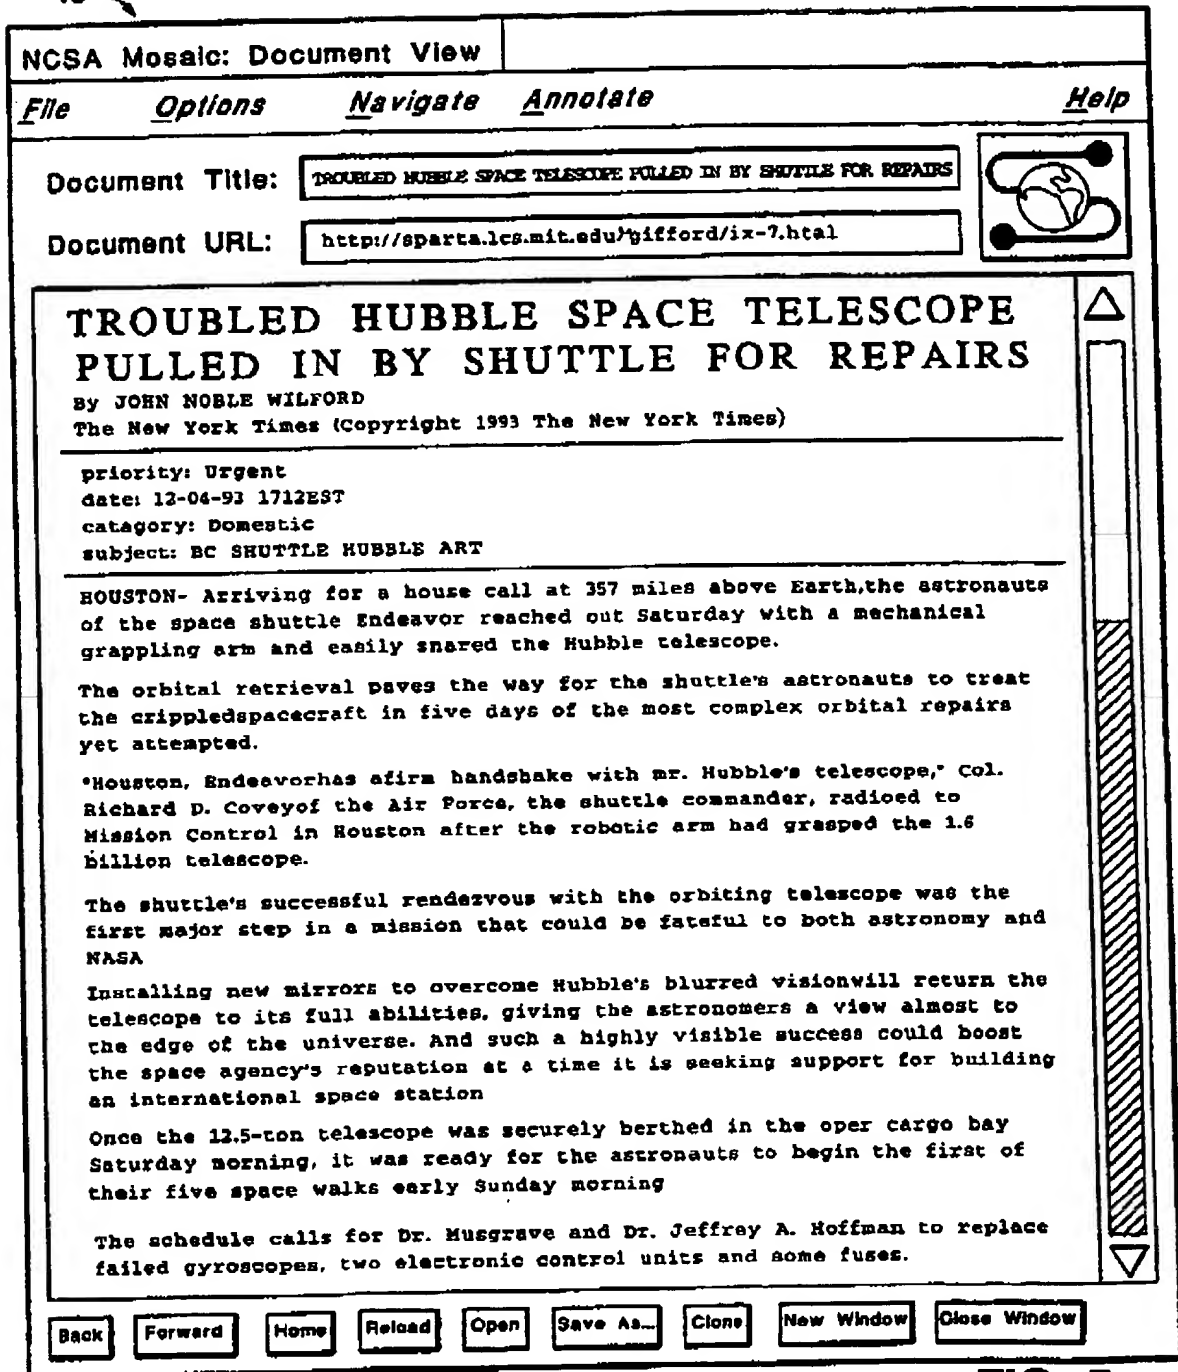 NCSA Mosaic: Document View
File Options Navigate Annotate Help
Document Title: TROUBLED HUBBLE SPACE TELESCOPE PULLED IN BY SHUTTLE FOR REPAIRS
Document URL: http://sparta.lcs.mit.edu/~gifford/ix-7.html
TROUBLED HUBBLE SPACE TELESCOPE
PULLED IN BY SHUTTLE FOR REPAIRS
By JOHN NOBLE WILFORD
The New York Times (Copyright 1993 The New York Times)
priority: Urgent
date: 12-04-93 1712EST
catagory: Domestic
subject: BC SHUTTLE HUBBLE ART
HOUSTON- Arriving for a house call at 357 miles above Earth,the astronauts
of the space shuttle Endeavor reached out Saturday with a mechanical
grappling arm and easily snared the Hubble telescope.
The orbital retrieval paves the way for the shuttle's astronauts to treat
the crippledspacecraft in five days of the most complex orbital repairs
yet attempted.
"Houston, Endeavorhas afirm handshake with mr. Hubble's telescope," Col.
Richard D. Coveyof the Air Force, the shuttle commander, radioed to
Mission Control in Houston after the robotic arm had grasped the 1.6
billion telescope.
The shuttle's successful rendezvous with the orbiting telescope was the
first major step in a mission that could be fateful to both astronomy and
NASA
Installing new mirrors to overcome Hubble's blurred visionwill return the
telescope to its full abilities, giving the astronomers a view almost to
the edge of the universe. And such a highly visible success could boost
the space agency's reputation at a time it is seeking support for building
an international space station
Once the 12.5-ton telescope was securely berthed in the oper cargo bay
Saturday morning, it was ready for the astronauts to begin the first of
their five space walks early Sunday morning
The schedule calls for Dr. Musgrave and Dr. Jeffrey A. Hoffman to replace
failed gyroscopes, two electronic control units and some fuses.
Back Forward Home Reload Open Save As... Clone New Window Close Window